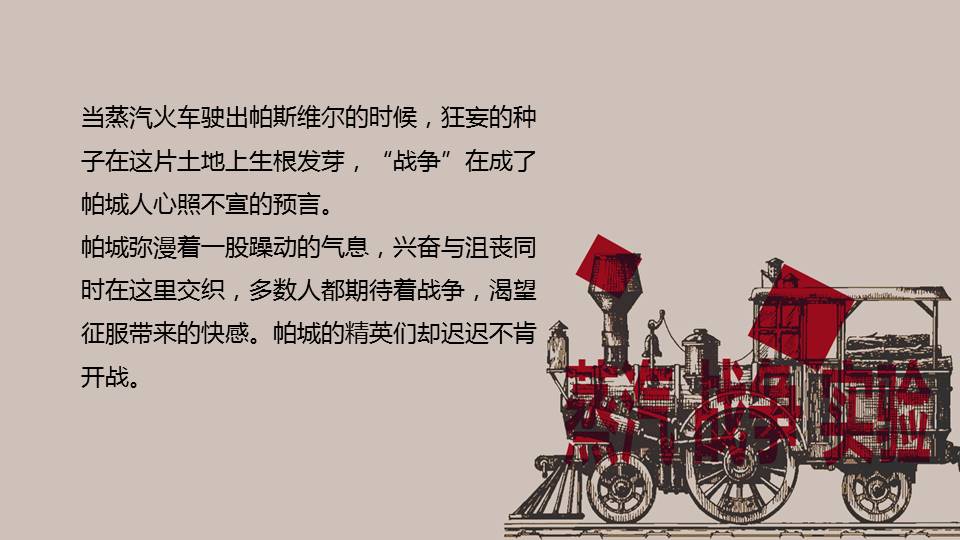 当蒸汽火车驶出帕斯维尔的时候，狂妄的种
子在这片土地上生根发芽，“战争”在成了
帕城人心照不宣的预言。
帕城弥漫着一股躁动的气息，兴奋与沮丧同
时在这里交织，多数人都期待着战争，渴望
征服带来的快感。帕城的精英们却迟迟不肯
开战。
蒸汽 战争 实验